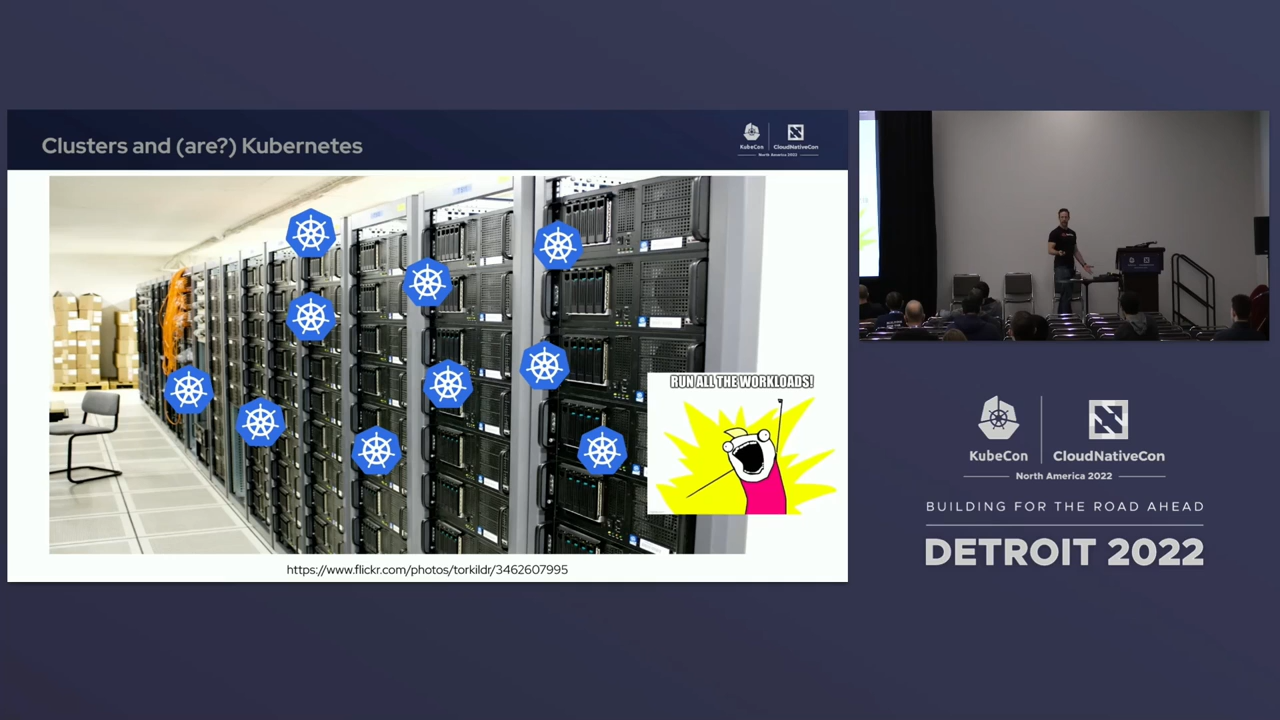 Clusters and (are?) Kubernetes
KubeCon
CloudNativeCon
North America 2022
RUN ALL THE WORKLOADS!
https://www.flickr.com/photos/torkildr/3462607995
KubeCon
CloudNativeCon
North America 2022
BUILDING FOR THE ROAD AHEAD
DETROIT 2022